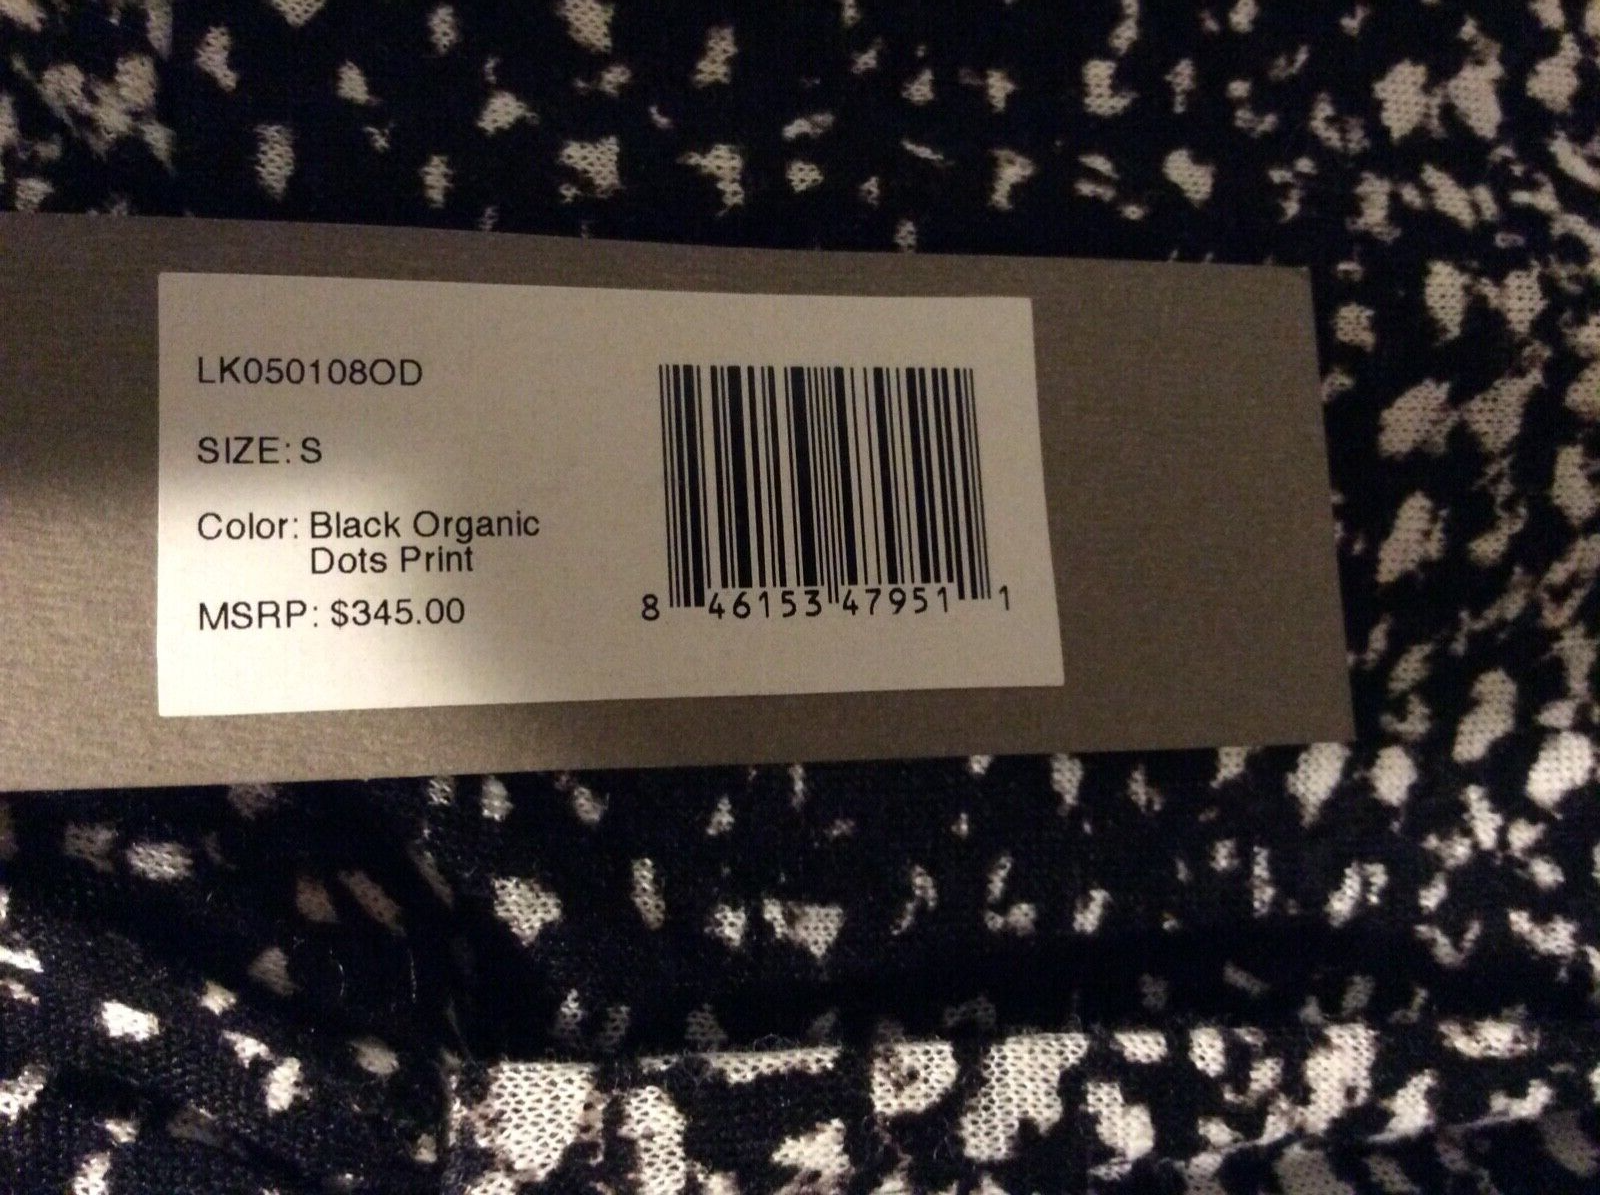 LK050108OD
SIZE: S
Color: Black Organic
Dots Print
MSRP: $345.00
8 46153 47951 1